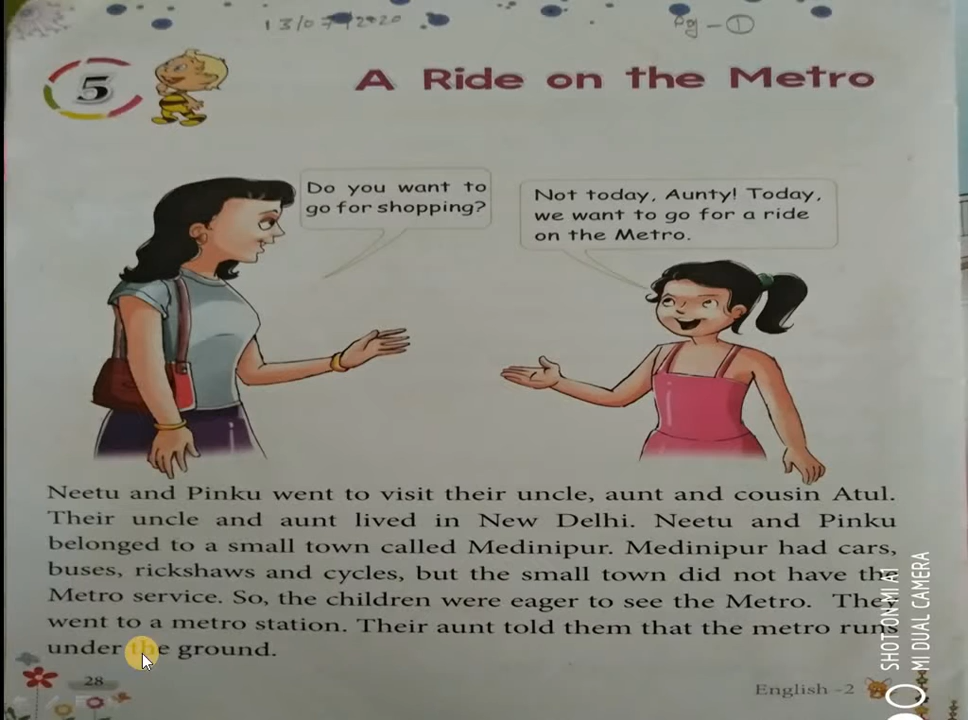 13/07/2020
Pg - 1
5
A Ride on the Metro
Do you want to
go for shopping?
Not today, Aunty! Today,
we want to go for a ride
on the Metro.
Neetu and Pinku went to visit their uncle, aunt and cousin Atul.
Their uncle and aunt lived in New Delhi. Neetu and Pinku
belonged to a small town called Medinipur. Medinipur had cars,
buses, rickshaws and cycles, but the small town did not have the
Metro service. So, the children were eager to see the Metro. They
went to a metro station. Their aunt told them that the metro runs
under the ground.
28
English -2
SHOT ON MI A1
MI DUAL CAMERA